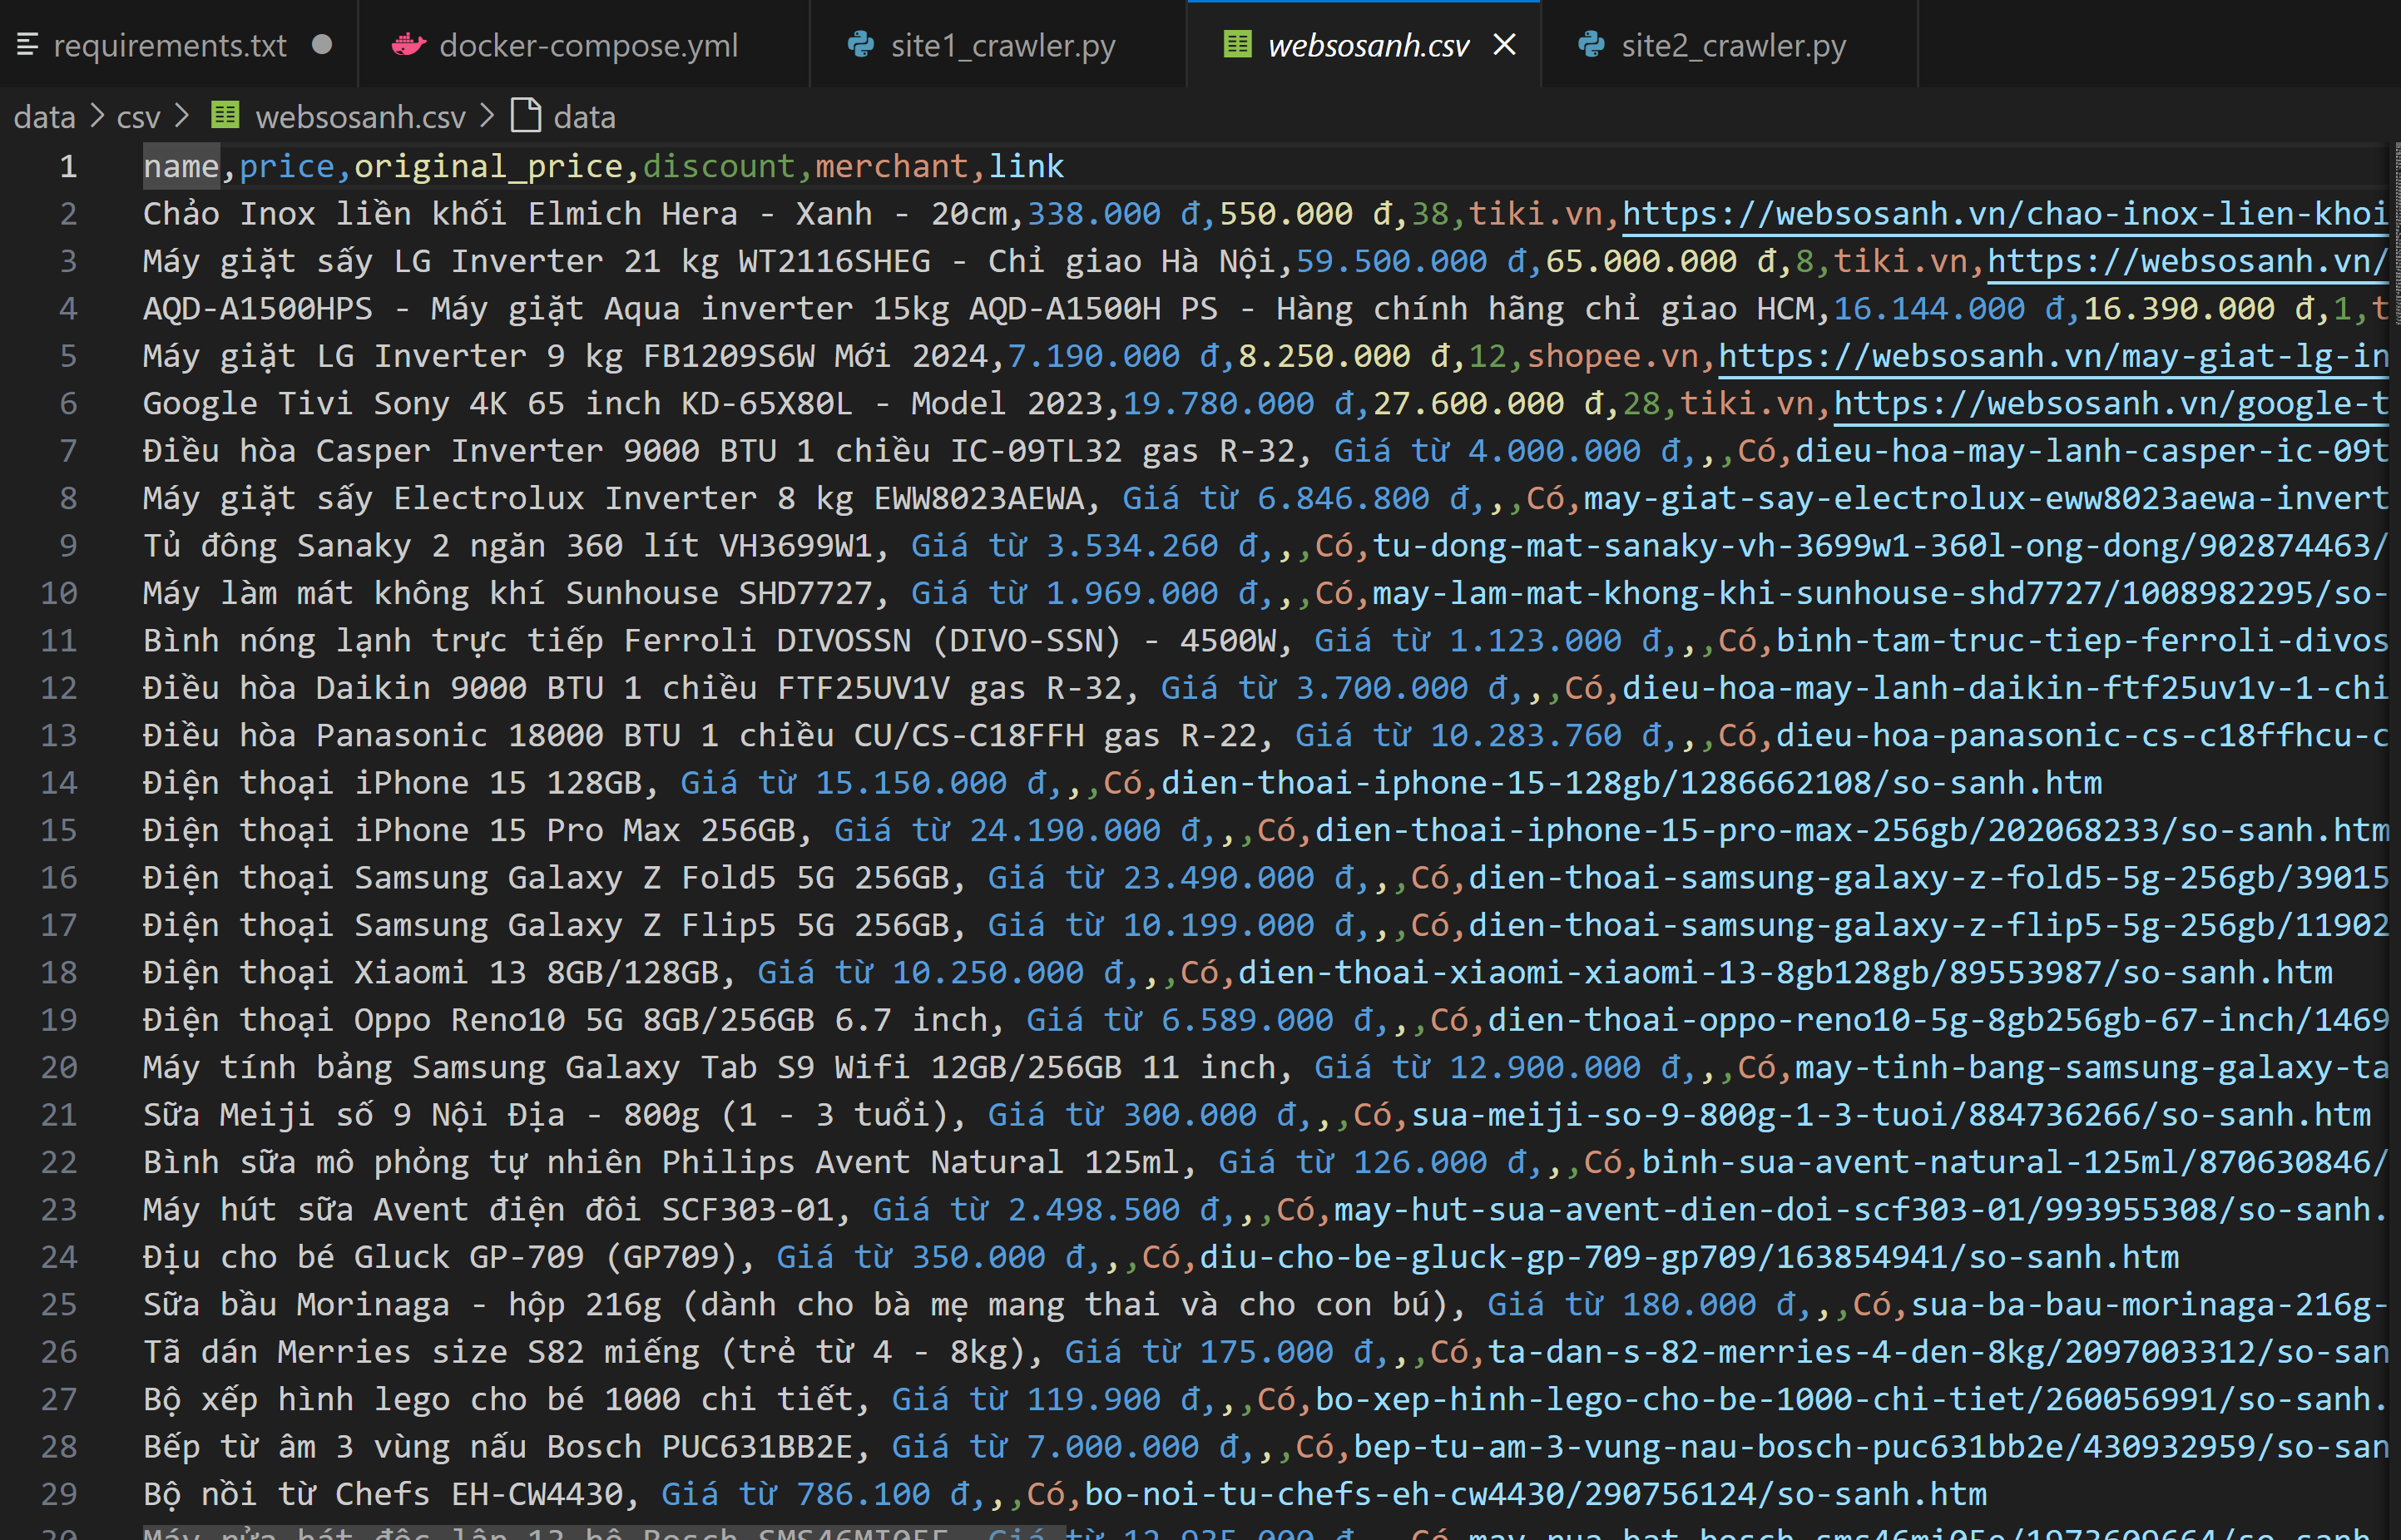 requirements.txt docker-compose.yml site1_crawler.py websosanh.csv site2_crawler.py
data > csv > websosanh.csv > data
1 name,price,original_price,discount,merchant,link
2 Chảo Inox liền khối Elmich Hera - Xanh - 20cm,338.000 đ,550.000 đ,38,tiki.vn,https://websosanh.vn/chao-inox-lien-khoi
3 Máy giặt sấy LG Inverter 21 kg WT2116SHEG - Chỉ giao Hà Nội,59.500.000 đ,65.000.000 đ,8,tiki.vn,https://websosanh.vn/
4 AQD-A1500HPS - Máy giặt Aqua inverter 15kg AQD-A1500H PS - Hàng chính hãng chỉ giao HCM,16.144.000 đ,16.390.000 đ,1,t
5 Máy giặt LG Inverter 9 kg FB1209S6W Mới 2024,7.190.000 đ,8.250.000 đ,12,shopee.vn,https://websosanh.vn/may-giat-lg-in
6 Google Tivi Sony 4K 65 inch KD-65X80L - Model 2023,19.780.000 đ,27.600.000 đ,28,tiki.vn,https://websosanh.vn/google-t
7 Điều hòa Casper Inverter 9000 BTU 1 chiều IC-09TL32 gas R-32, Giá từ 4.000.000 đ,,,Có,dieu-hoa-may-lanh-casper-ic-09t
8 Máy giặt sấy Electrolux Inverter 8 kg EWW8023AEWA, Giá từ 6.846.800 đ,,,Có,may-giat-say-electrolux-eww8023aewa-invert
9 Tủ đông Sanaky 2 ngăn 360 lít VH3699W1, Giá từ 3.534.260 đ,,,Có,tu-dong-mat-sanaky-vh-3699w1-360l-ong-dong/902874463/
10 Máy làm mát không khí Sunhouse SHD7727, Giá từ 1.969.000 đ,,,Có,may-lam-mat-khong-khi-sunhouse-shd7727/1008982295/so-
11 Bình nóng lạnh trực tiếp Ferroli DIVOSSN (DIVO-SSN) - 4500W, Giá từ 1.123.000 đ,,,Có,binh-tam-truc-tiep-ferroli-divos
12 Điều hòa Daikin 9000 BTU 1 chiều FTF25UV1V gas R-32, Giá từ 3.700.000 đ,,,Có,dieu-hoa-may-lanh-daikin-ftf25uv1v-1-chi
13 Điều hòa Panasonic 18000 BTU 1 chiều CU/CS-C18FFH gas R-22, Giá từ 10.283.760 đ,,,Có,dieu-hoa-panasonic-cs-c18ffhcu-c
14 Điện thoại iPhone 15 128GB, Giá từ 15.150.000 đ,,,Có,dien-thoai-iphone-15-128gb/1286662108/so-sanh.htm
15 Điện thoại iPhone 15 Pro Max 256GB, Giá từ 24.190.000 đ,,,Có,dien-thoai-iphone-15-pro-max-256gb/202068233/so-sanh.htm
16 Điện thoại Samsung Galaxy Z Fold5 5G 256GB, Giá từ 23.490.000 đ,,,Có,dien-thoai-samsung-galaxy-z-fold5-5g-256gb/39015
17 Điện thoại Samsung Galaxy Z Flip5 5G 256GB, Giá từ 10.199.000 đ,,,Có,dien-thoai-samsung-galaxy-z-flip5-5g-256gb/11902
18 Điện thoại Xiaomi 13 8GB/128GB, Giá từ 10.250.000 đ,,,Có,dien-thoai-xiaomi-xiaomi-13-8gb128gb/89553987/so-sanh.htm
19 Điện thoại Oppo Reno10 5G 8GB/256GB 6.7 inch, Giá từ 6.589.000 đ,,,Có,dien-thoai-oppo-reno10-5g-8gb256gb-67-inch/1469
20 Máy tính bảng Samsung Galaxy Tab S9 Wifi 12GB/256GB 11 inch, Giá từ 12.900.000 đ,,,Có,may-tinh-bang-samsung-galaxy-ta
21 Sữa Meiji số 9 Nội Địa - 800g (1 - 3 tuổi), Giá từ 300.000 đ,,,Có,sua-meiji-so-9-800g-1-3-tuoi/884736266/so-sanh.htm
22 Bình sữa mô phỏng tự nhiên Philips Avent Natural 125ml, Giá từ 126.000 đ,,,Có,binh-sua-avent-natural-125ml/870630846/
23 Máy hút sữa Avent điện đôi SCF303-01, Giá từ 2.498.500 đ,,,Có,may-hut-sua-avent-dien-doi-scf303-01/993955308/so-sanh.
24 Địu cho bé Gluck GP-709 (GP709), Giá từ 350.000 đ,,,Có,diu-cho-be-gluck-gp-709-gp709/163854941/so-sanh.htm
25 Sữa bầu Morinaga - hộp 216g (dành cho bà mẹ mang thai và cho con bú), Giá từ 180.000 đ,,,Có,sua-ba-bau-morinaga-216g-
26 Tã dán Merries size S82 miếng (trẻ từ 4 - 8kg), Giá từ 175.000 đ,,,Có,ta-dan-s-82-merries-4-den-8kg/2097003312/so-san
27 Bộ xếp hình lego cho bé 1000 chi tiết, Giá từ 119.900 đ,,,Có,bo-xep-hinh-lego-cho-be-1000-chi-tiet/260056991/so-sanh.
28 Bếp từ âm 3 vùng nấu Bosch PUC631BB2E, Giá từ 7.000.000 đ,,,Có,bep-tu-am-3-vung-nau-bosch-puc631bb2e/430932959/so-san
29 Bộ nồi từ Chefs EH-CW4430, Giá từ 786.100 đ,,,Có,bo-noi-tu-chefs-eh-cw4430/290756124/so-sanh.htm